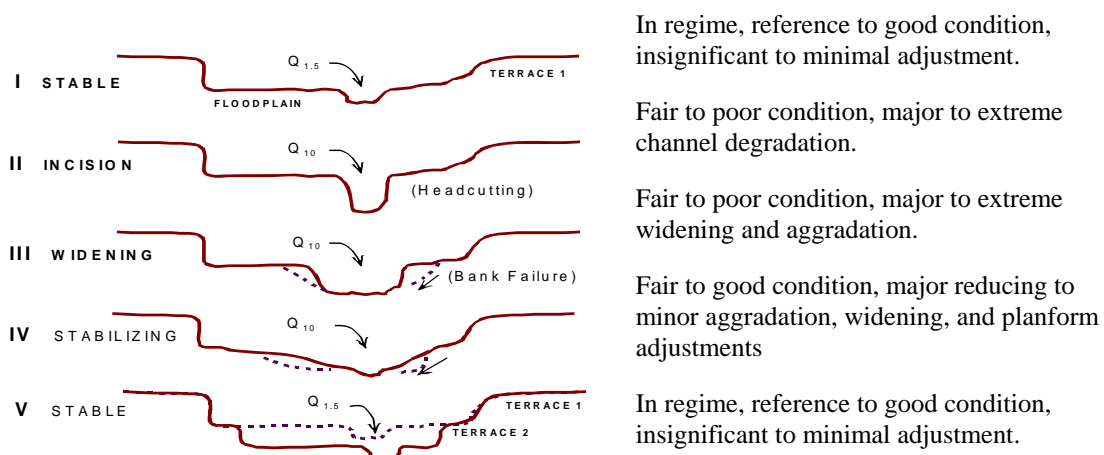 In regime, reference to good condition,
insignificant to minimal adjustment.
Q 1.5
TERRACE 1
I STABLE
FLOODPLAIN
Fair to poor condition, major to extreme
channel degradation.
Q 10
II INCISION
(Headcutting)
Fair to poor condition, major to extreme
widening and aggradation.
Q 10
III WIDENING
(Bank Failure)
Fair to good condition, major reducing to
minor aggradation, widening, and planform
adjustments
Q 10
IV STABILIZING
In regime, reference to good condition,
insignificant to minimal adjustment.
Q 1.5
TERRACE 1
V STABLE
TERRACE 2